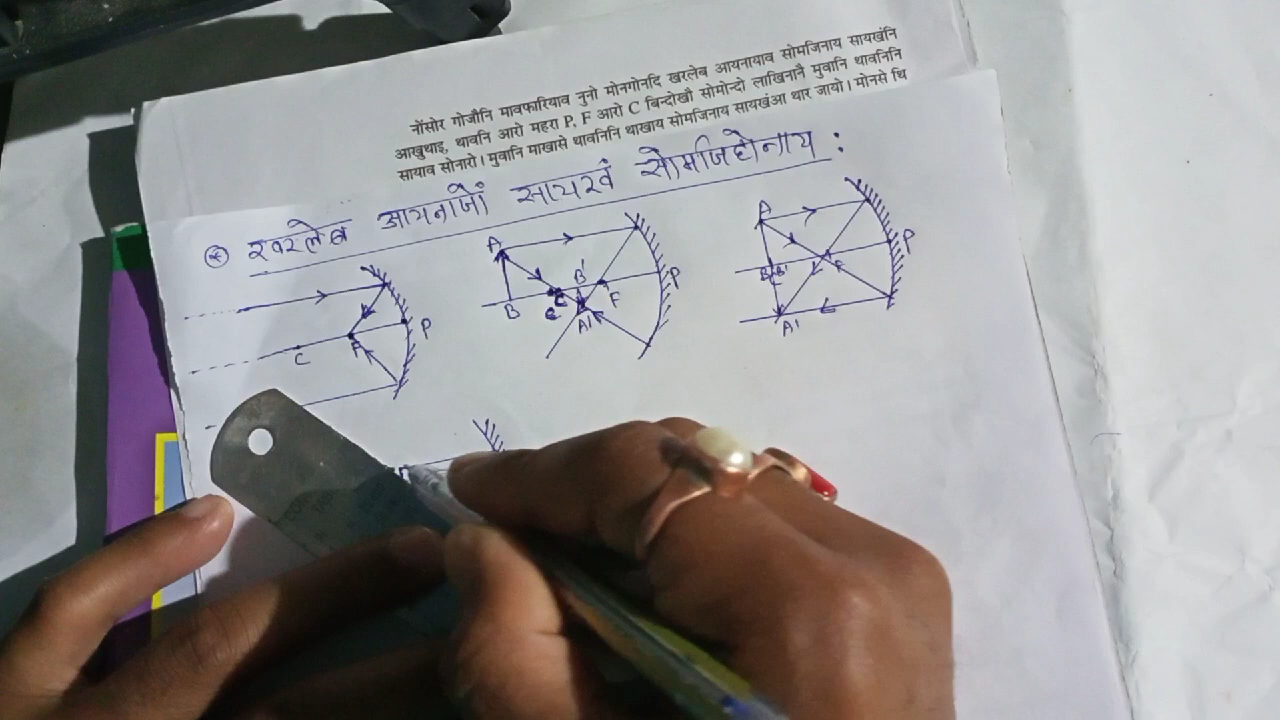 नोंसोर गोजौनि मावफारियाव नुनो मोनगोनदि खरलेब आयनायाव सोमजिनाय सायखंनि
आखुथाइ, थावनि आरो महरा P, F आरो C बिन्दोखौ सोमोन्दो लाखिनानै मुवानि थावनिनि
सायाव सोनारो। मुवानि माखासे थावनिनि थाखाय सोमजिनाय सायखंआ थार जायो। मोनसे थि
* खरलेब आयनाजों सायखं सोमजिहोनाय :
A A
P P P
B B' C F A' B B'
C F A'